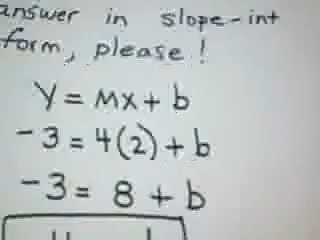 answer in slope-int
form, please!
y = mx + b
-3 = 4(2) + b
-3 = 8 + b